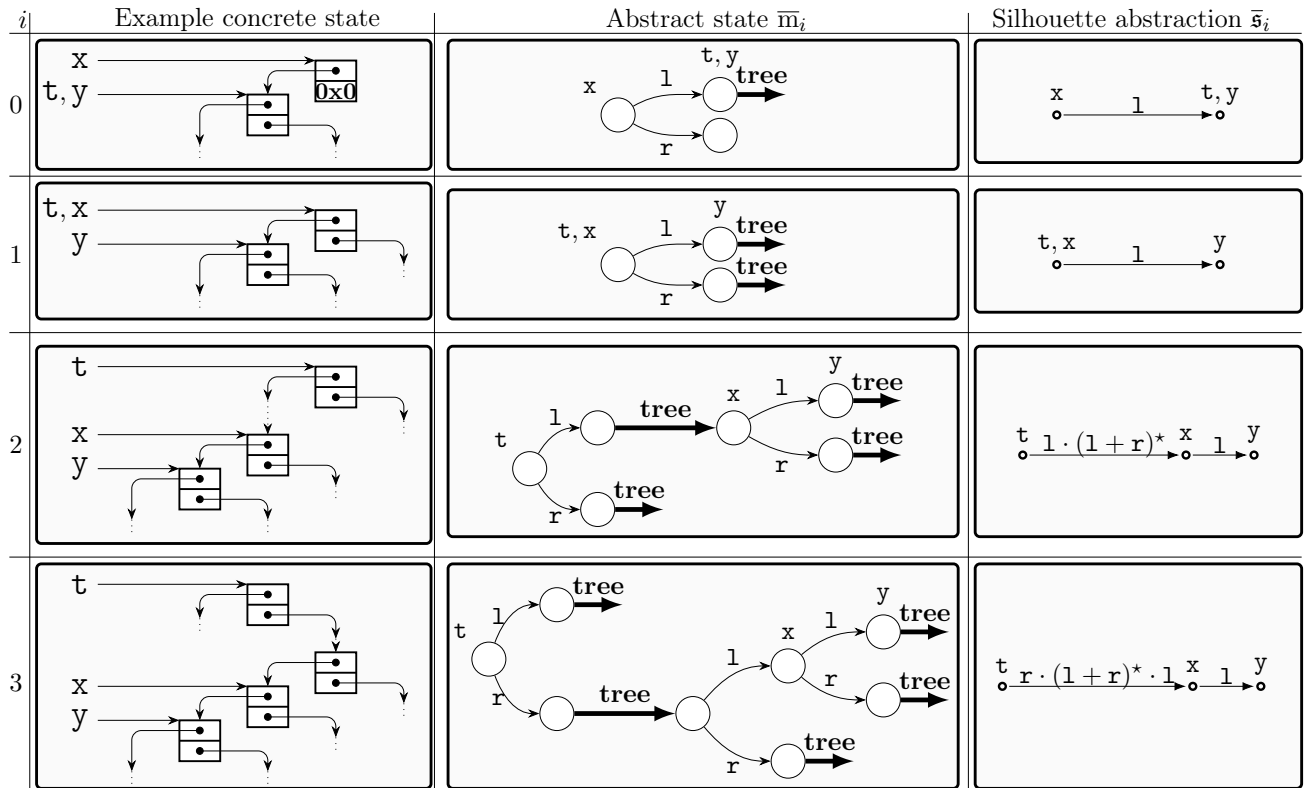 i Example concrete state Abstract state m̅ᵢ Silhouette abstraction 𝔰̅ᵢ
0
x
t, y
0x0
x
l
r
t, y
tree
x
l
t, y
1
t, x
y
t, x
l
r
y
tree
tree
t, x
l
y
2
t
x
y
t
l
r
tree
tree
x
l
r
y
tree
tree
t
l · (l + r)*
x
l
y
3
t
x
y
t
l
r
tree
tree
l
r
x
l
r
y
tree
tree
tree
t
r · (l + r)* · l
x
l
y